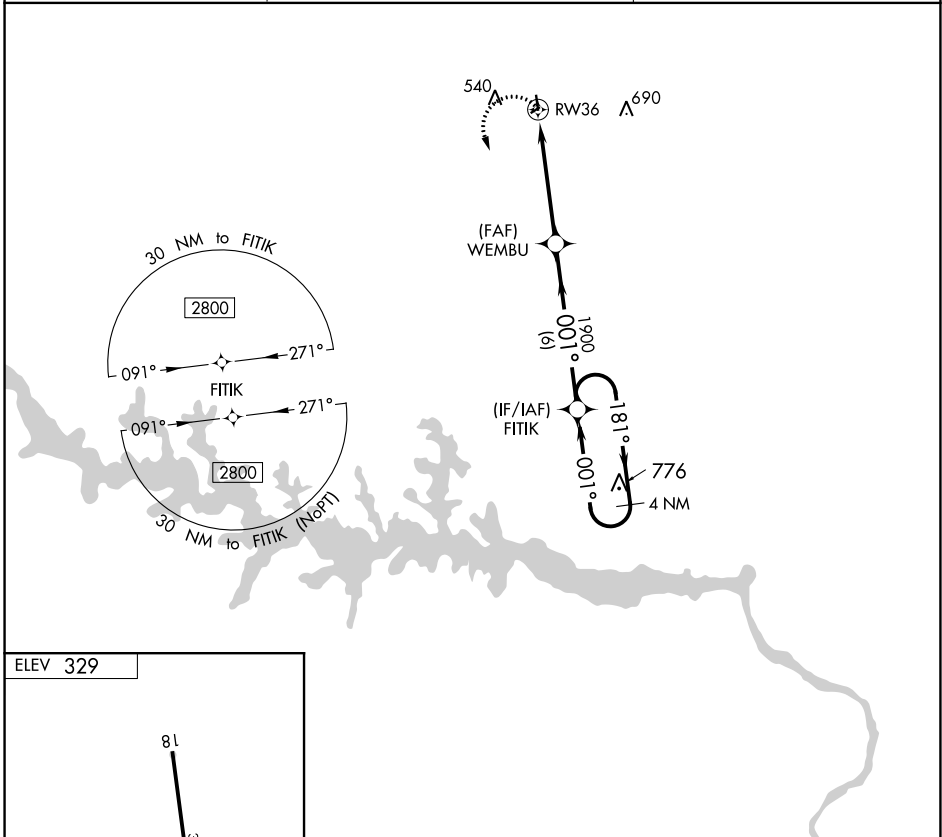 540
RW36
690
(FAF)
WEMBU
30 NM to FITIK
2800
091°
271°
FITIK
091°
271°
2800
30 NM to FITIK (NoPT)
1900
001°
(6)
(IF/IAF)
FITIK
181°
001°
776
4 NM
ELEV 329
18